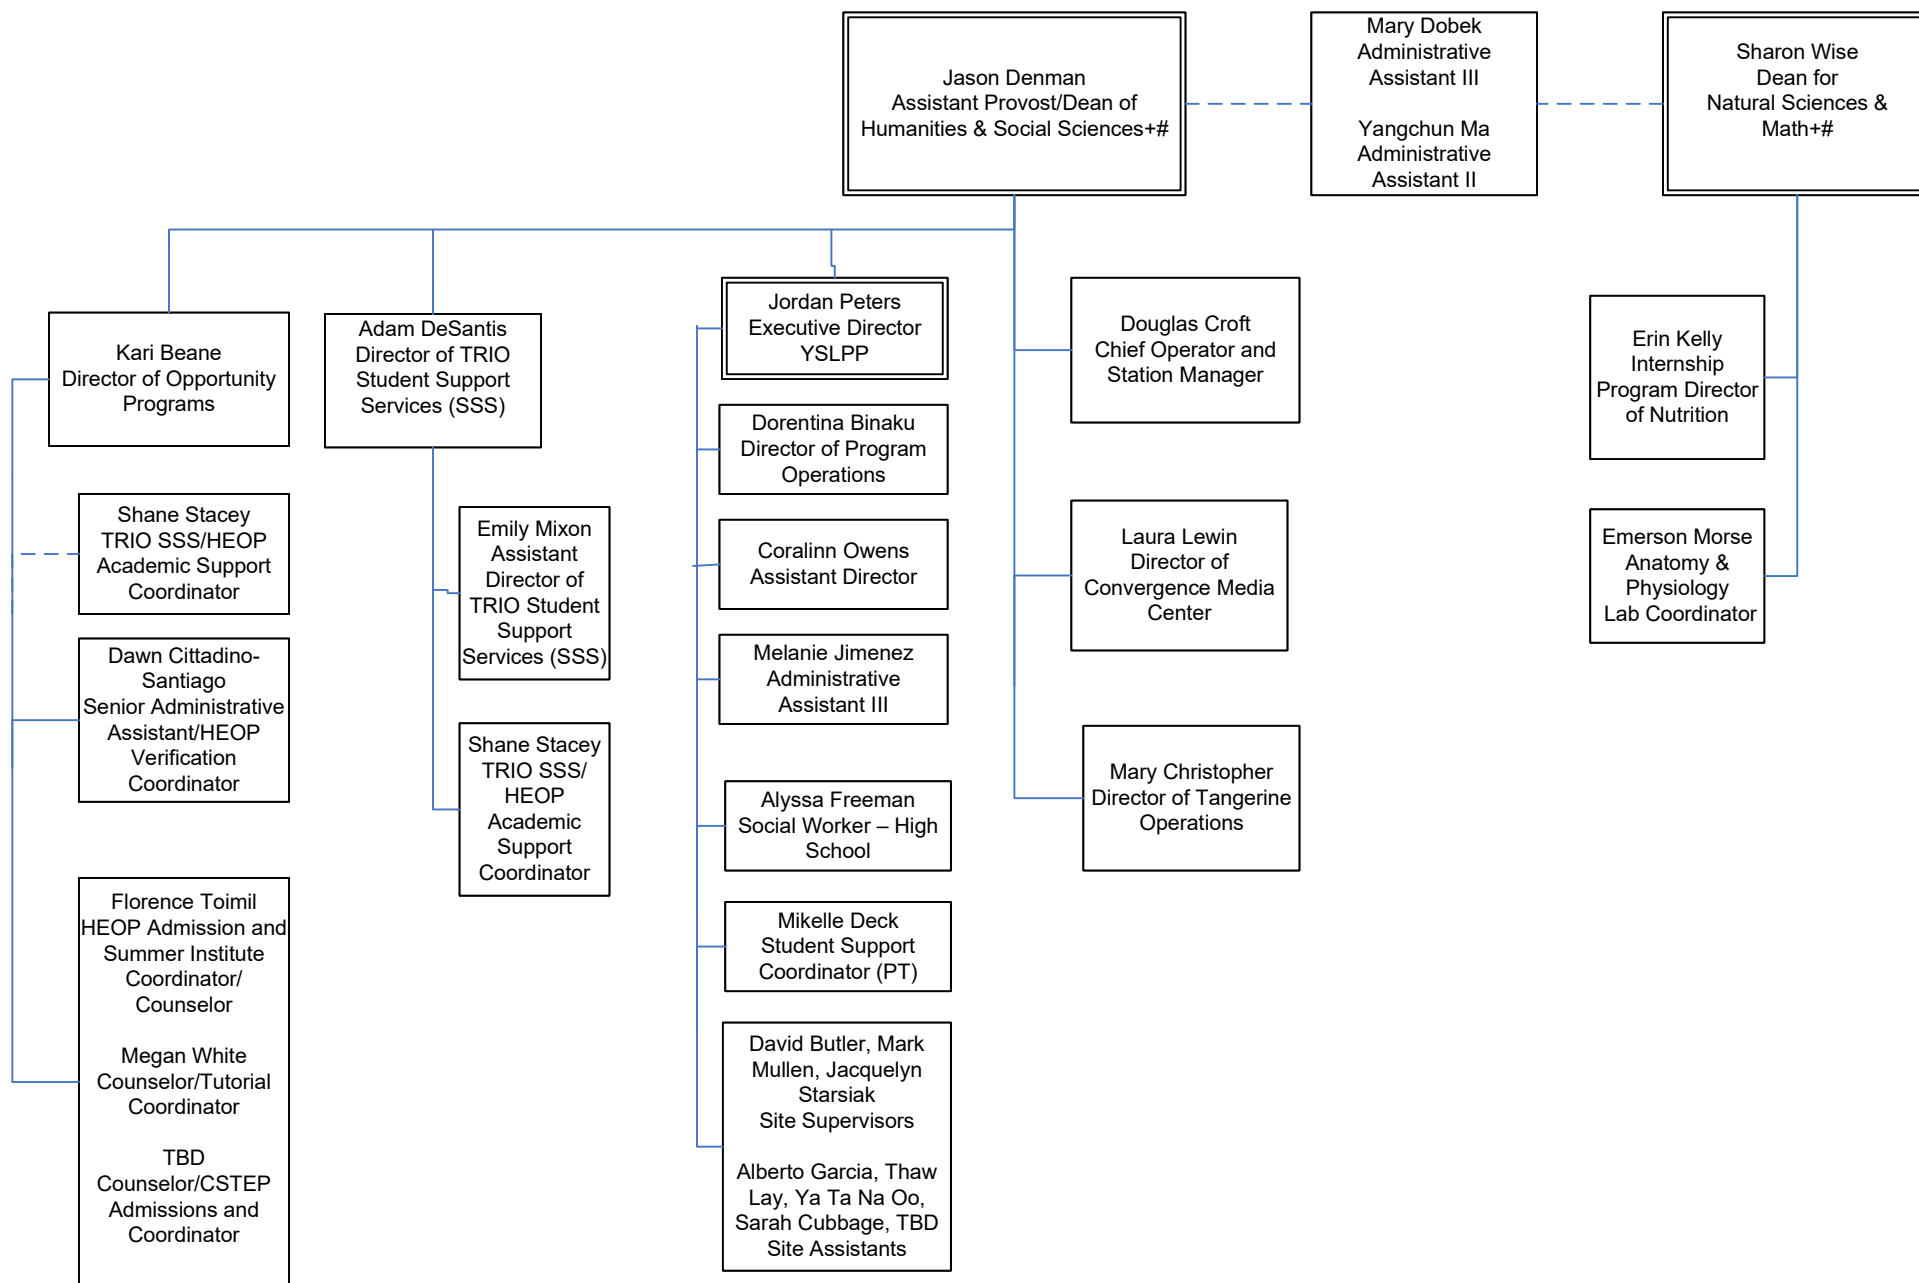 Jason Denman
Assistant Provost/Dean of
Humanities & Social Sciences+#
Mary Dobek
Administrative
Assistant III
Yangchun Ma
Administrative
Assistant II
Sharon Wise
Dean for
Natural Sciences &
Math+#
Kari Beane
Director of Opportunity
Programs
Shane Stacey
TRIO SSS/HEOP
Academic Support
Coordinator
Dawn Cittadino-
Santiago
Senior Administrative
Assistant/HEOP
Verification
Coordinator
Florence Toimil
HEOP Admission and
Summer Institute
Coordinator/
Counselor
Megan White
Counselor/Tutorial
Coordinator
TBD
Counselor/CSTEP
Admissions and
Coordinator
Adam DeSantis
Director of TRIO
Student Support
Services (SSS)
Emily Mixon
Assistant
Director of
TRIO Student
Support
Services (SSS)
Shane Stacey
TRIO SSS/
HEOP
Academic
Support
Coordinator
Jordan Peters
Executive Director
YSLPP
Dorentina Binaku
Director of Program
Operations
Coralinn Owens
Assistant Director
Melanie Jimenez
Administrative
Assistant III
Alyssa Freeman
Social Worker – High
School
Mikelle Deck
Student Support
Coordinator (PT)
David Butler, Mark
Mullen, Jacquelyn
Starsiak
Site Supervisors
Alberto Garcia, Thaw
Lay, Ya Ta Na Oo,
Sarah Cubbage, TBD
Site Assistants
Douglas Croft
Chief Operator and
Station Manager
Laura Lewin
Director of
Convergence Media
Center
Mary Christopher
Director of Tangerine
Operations
Erin Kelly
Internship
Program Director
of Nutrition
Emerson Morse
Anatomy &
Physiology
Lab Coordinator